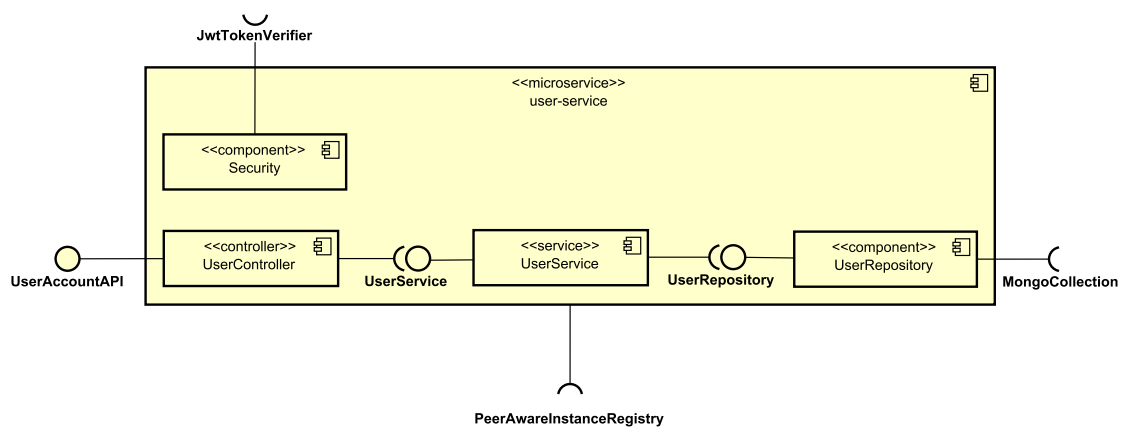 JwtTokenVerifier
<<microservice>>
user-service
<<component>>
Security
<<controller>>
UserController
<<service>>
UserService
<<component>>
UserRepository
UserAccountAPI
UserService
UserRepository
MongoCollection
PeerAwareInstanceRegistry